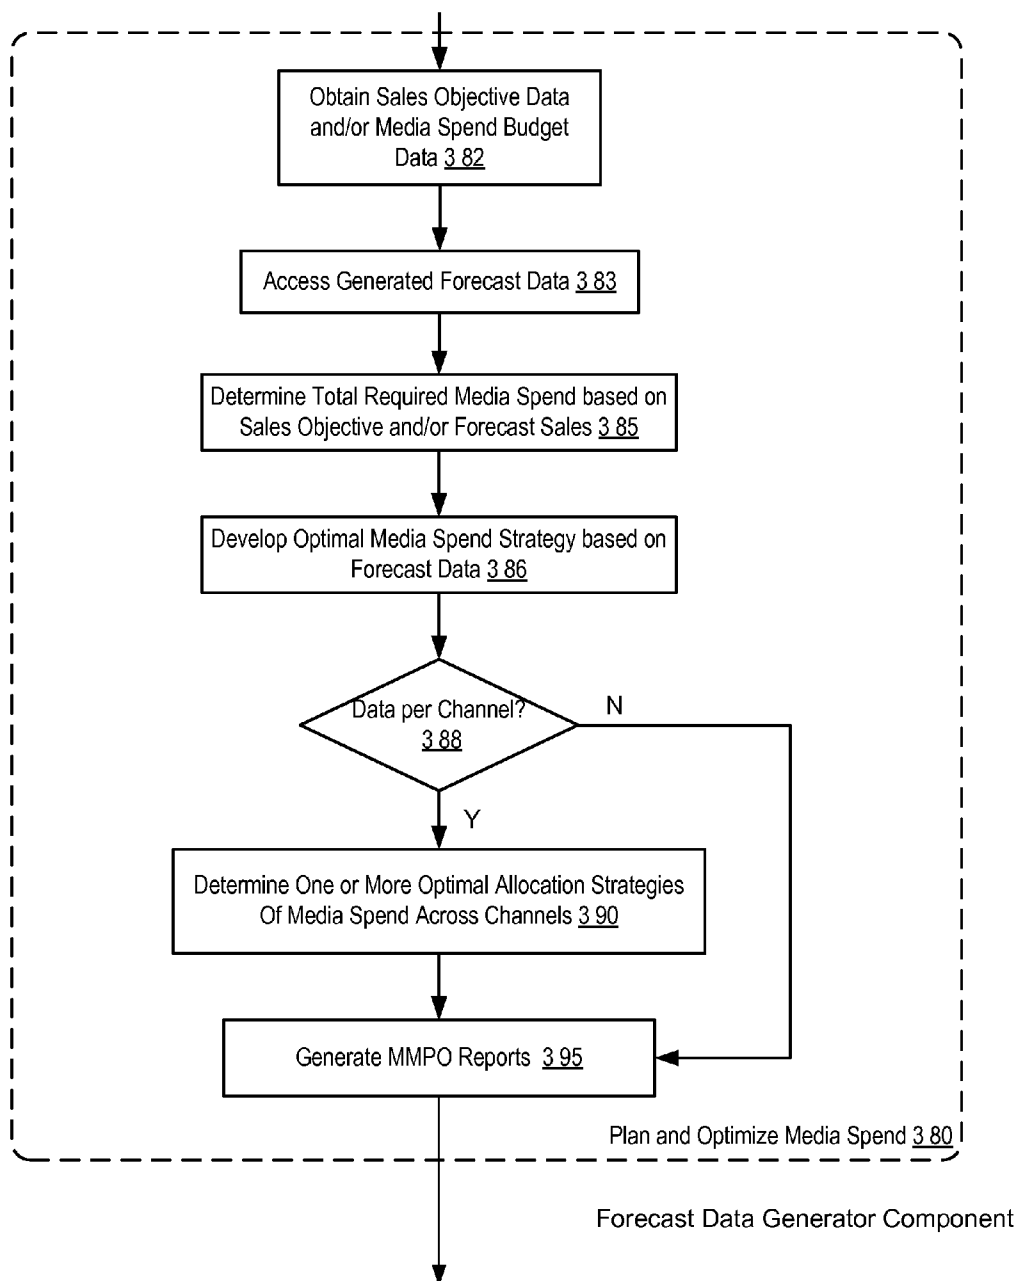 Obtain Sales Objective Data
and/or Media Spend Budget
Data 3 82
Access Generated Forecast Data 3 83
Determine Total Required Media Spend based on
Sales Objective and/or Forecast Sales 3 85
Develop Optimal Media Spend Strategy based on
Forecast Data 3 86
Data per Channel?
3 88
N
Y
Determine One or More Optimal Allocation Strategies
Of Media Spend Across Channels 3 90
Generate MMPO Reports 3 95
Plan and Optimize Media Spend 3 80
Forecast Data Generator Component